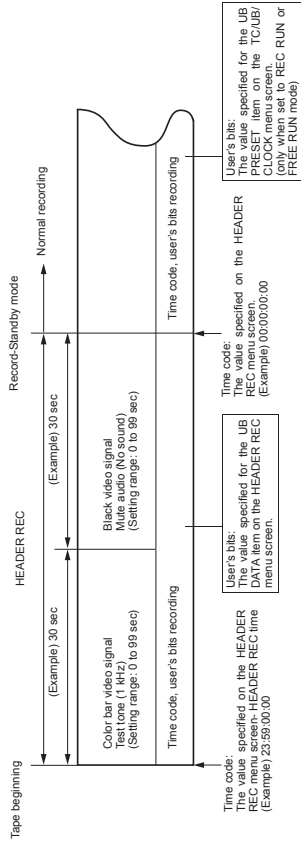 Tape beginning
HEADER REC
Record-Standby mode
Normal recording
(Example) 30 sec
(Example) 30 sec
Color bar video signal
Test tone (1 kHz)
(Setting range: 0 to 99 sec)
Black video signal
Mute audio (No sound)
(Setting range: 0 to 99 sec)
Time code, user's bits recording
Time code, user's bits recording
Time code:
The value specified on the HEADER
REC menu screen- HEADER REC time
(Example) 23:59:00:00
User's bits:
The value specified for the UB
DATA item on the HEADER REC
menu screen.
Time code:
The value specified on the HEADER
REC menu screen.
(Example) 00:00:00:00
User's bits:
The value specified for the UB
PRESET item on the TC/UB/
CLOCK menu screen.
(only when set to REC RUN or
FREE RUN mode)